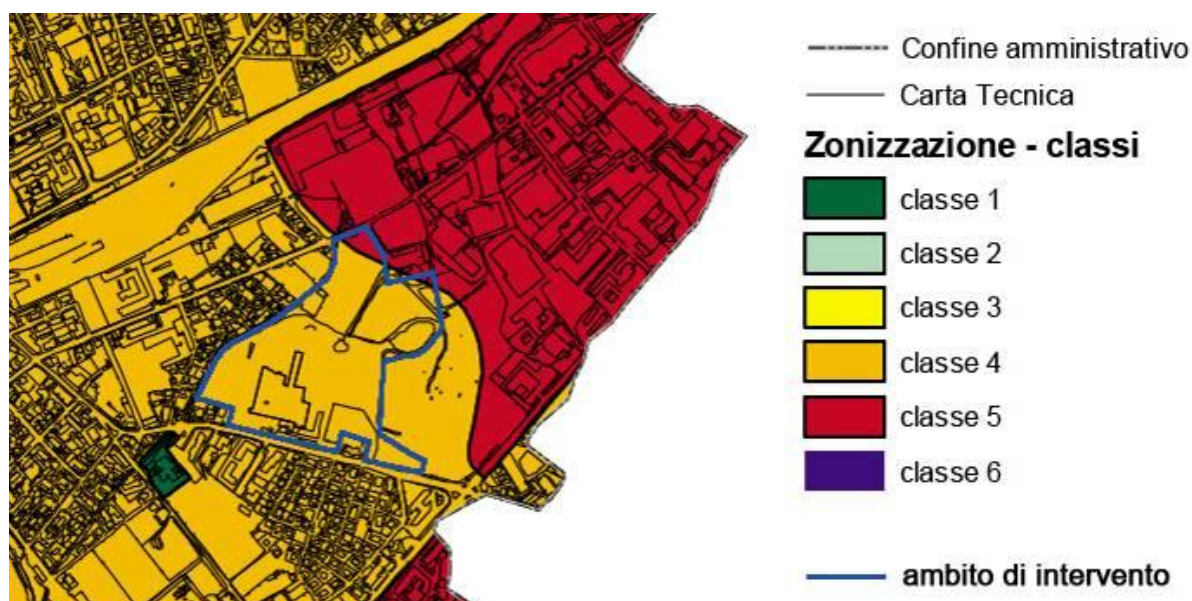 Confine amministrativo
Carta Tecnica
Zonizzazione - classi
classe 1
classe 2
classe 3
classe 4
classe 5
classe 6
ambito di intervento